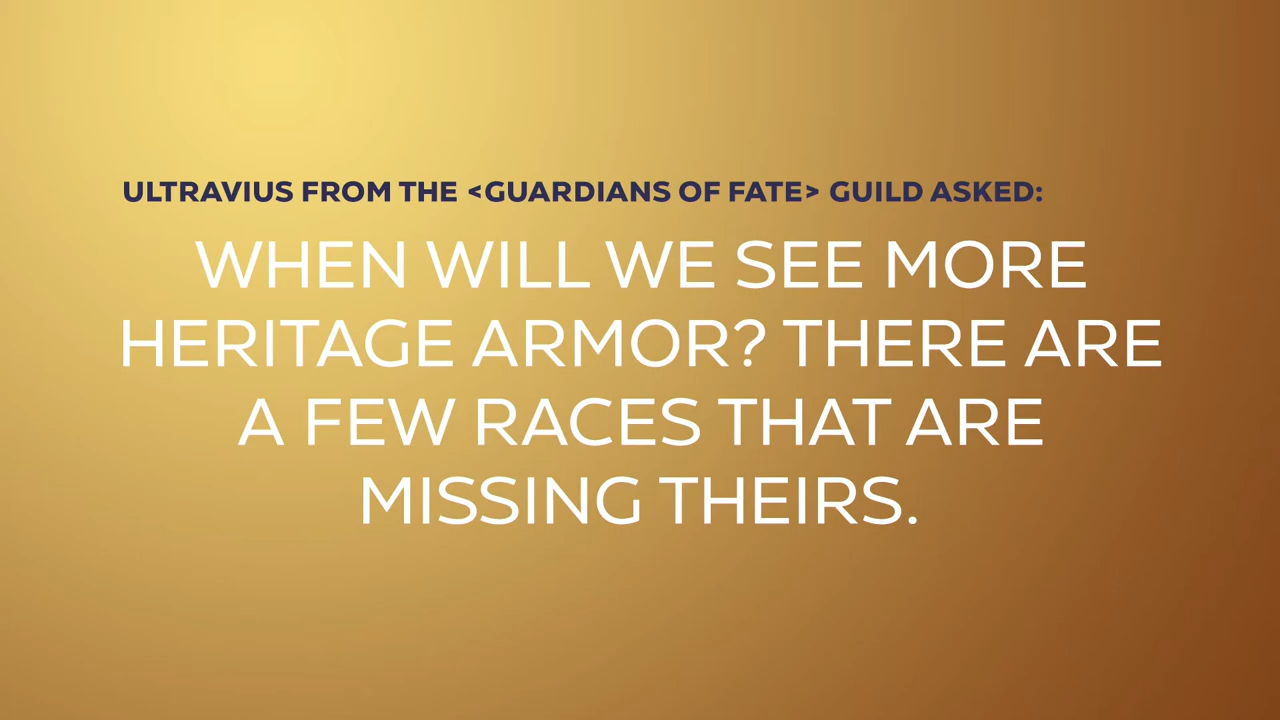 ULTRAVIUS FROM THE <GUARDIANS OF FATE> GUILD ASKED:
WHEN WILL WE SEE MORE
HERITAGE ARMOR? THERE ARE
A FEW RACES THAT ARE
MISSING THEIRS.